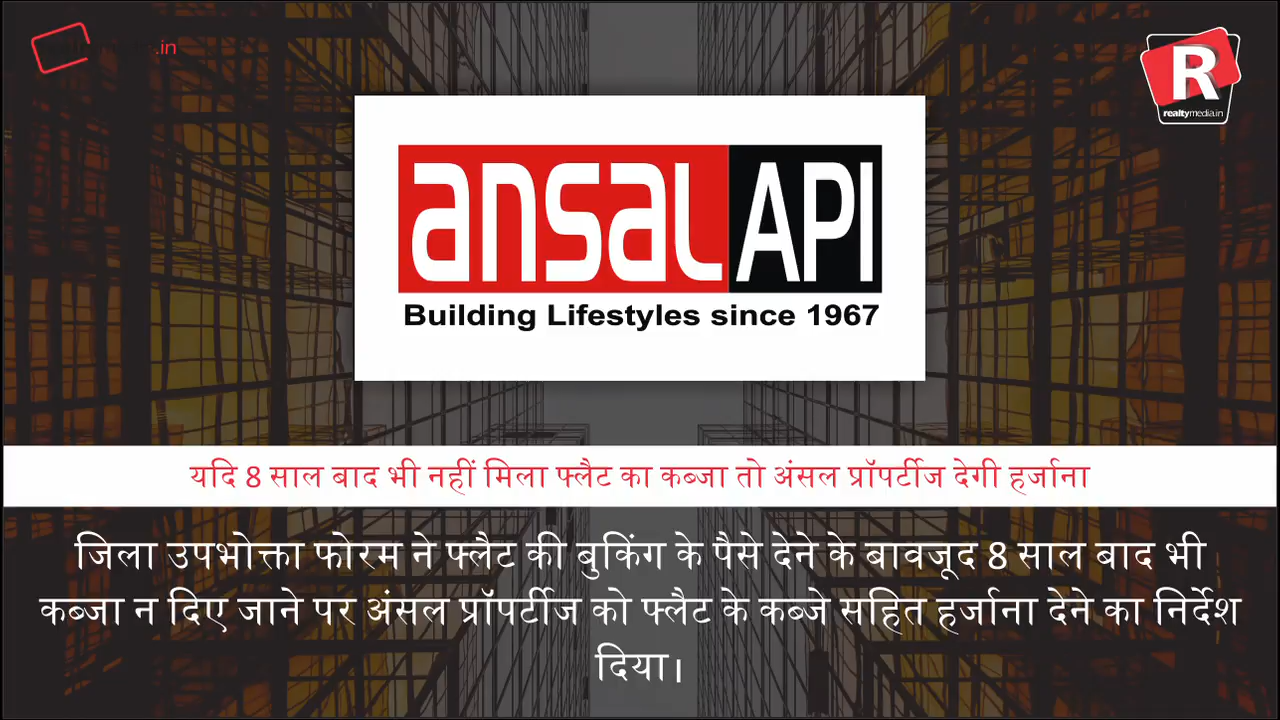 .in
R
realtymedia.in
ansal API
Building Lifestyles since 1967
यदि 8 साल बाद भी नहीं मिला फ्लैट का कब्जा तो अंसल प्रॉपर्टीज देगी हर्जाना
जिला उपभोक्ता फोरम ने फ्लैट की बुकिंग के पैसे देने के बावजूद 8 साल बाद भी
कब्जा न दिए जाने पर अंसल प्रॉपर्टीज को फ्लैट के कब्जे सहित हर्जाना देने का निर्देश
दिया।